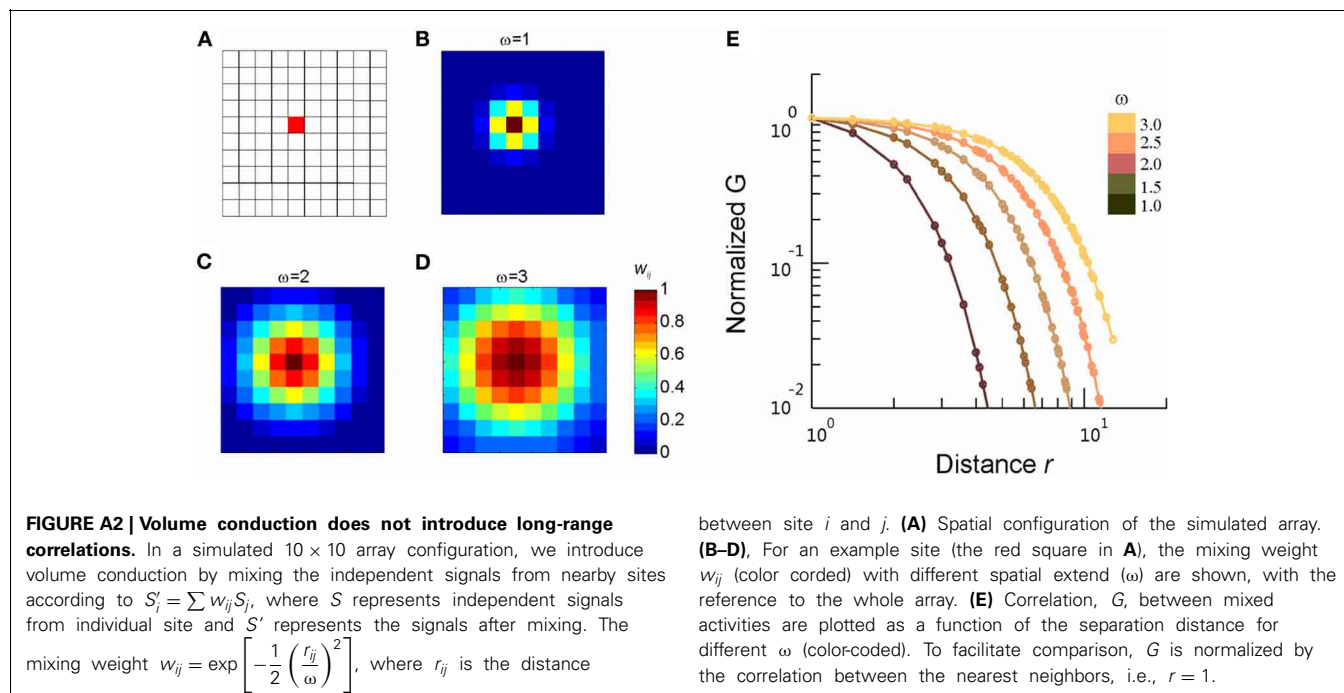 A
B
ω=1
C
ω=2
D
ω=3
w_ij
1
0.8
0.6
0.4
0.2
0
E
Normalized G
10^0
10^-1
10^-2
10^0
10^1
Distance r
ω
3.0
2.5
2.0
1.5
1.0
FIGURE A2 | Volume conduction does not introduce long-range
correlations. In a simulated 10 × 10 array configuration, we introduce
volume conduction by mixing the independent signals from nearby sites
according to S′_i = ∑ w_ij S_j, where S represents independent signals
from individual site and S′ represents the signals after mixing. The
mixing weight w_ij = exp[−1/2 (r_ij/ω)^2], where r_ij is the distance
between site i and j. (A) Spatial configuration of the simulated array.
(B–D), For an example site (the red square in A), the mixing weight
w_ij (color corded) with different spatial extend (ω) are shown, with the
reference to the whole array. (E) Correlation, G, between mixed
activities are plotted as a function of the separation distance for
different ω (color-coded). To facilitate comparison, G is normalized by
the correlation between the nearest neighbors, i.e., r = 1.